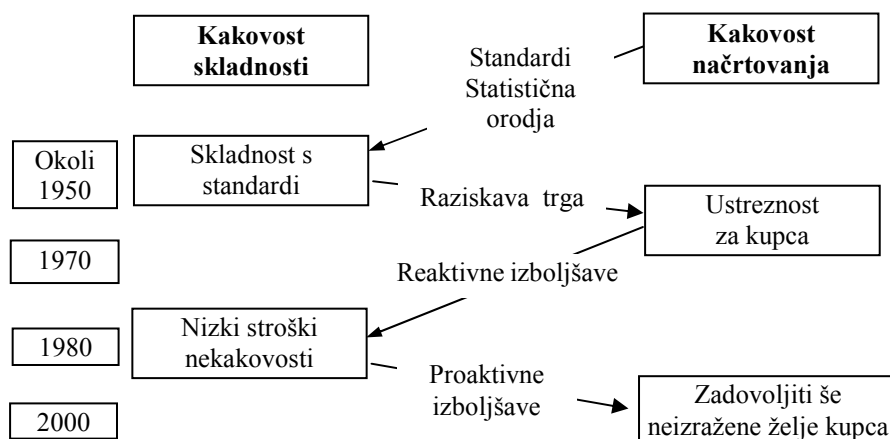 Kakovost
skladnosti
Standardi
Statistična
orodja
Kakovost
načrtovanja
Okoli
1950
Skladnost s
standardi
Raziskava trga
Ustreznost
za kupca
1970
Reaktivne izboljšave
1980
Nizki stroški
nekakovosti
Proaktivne
izboljšave
2000
Zadovoljiti še
neizražene želje kupca